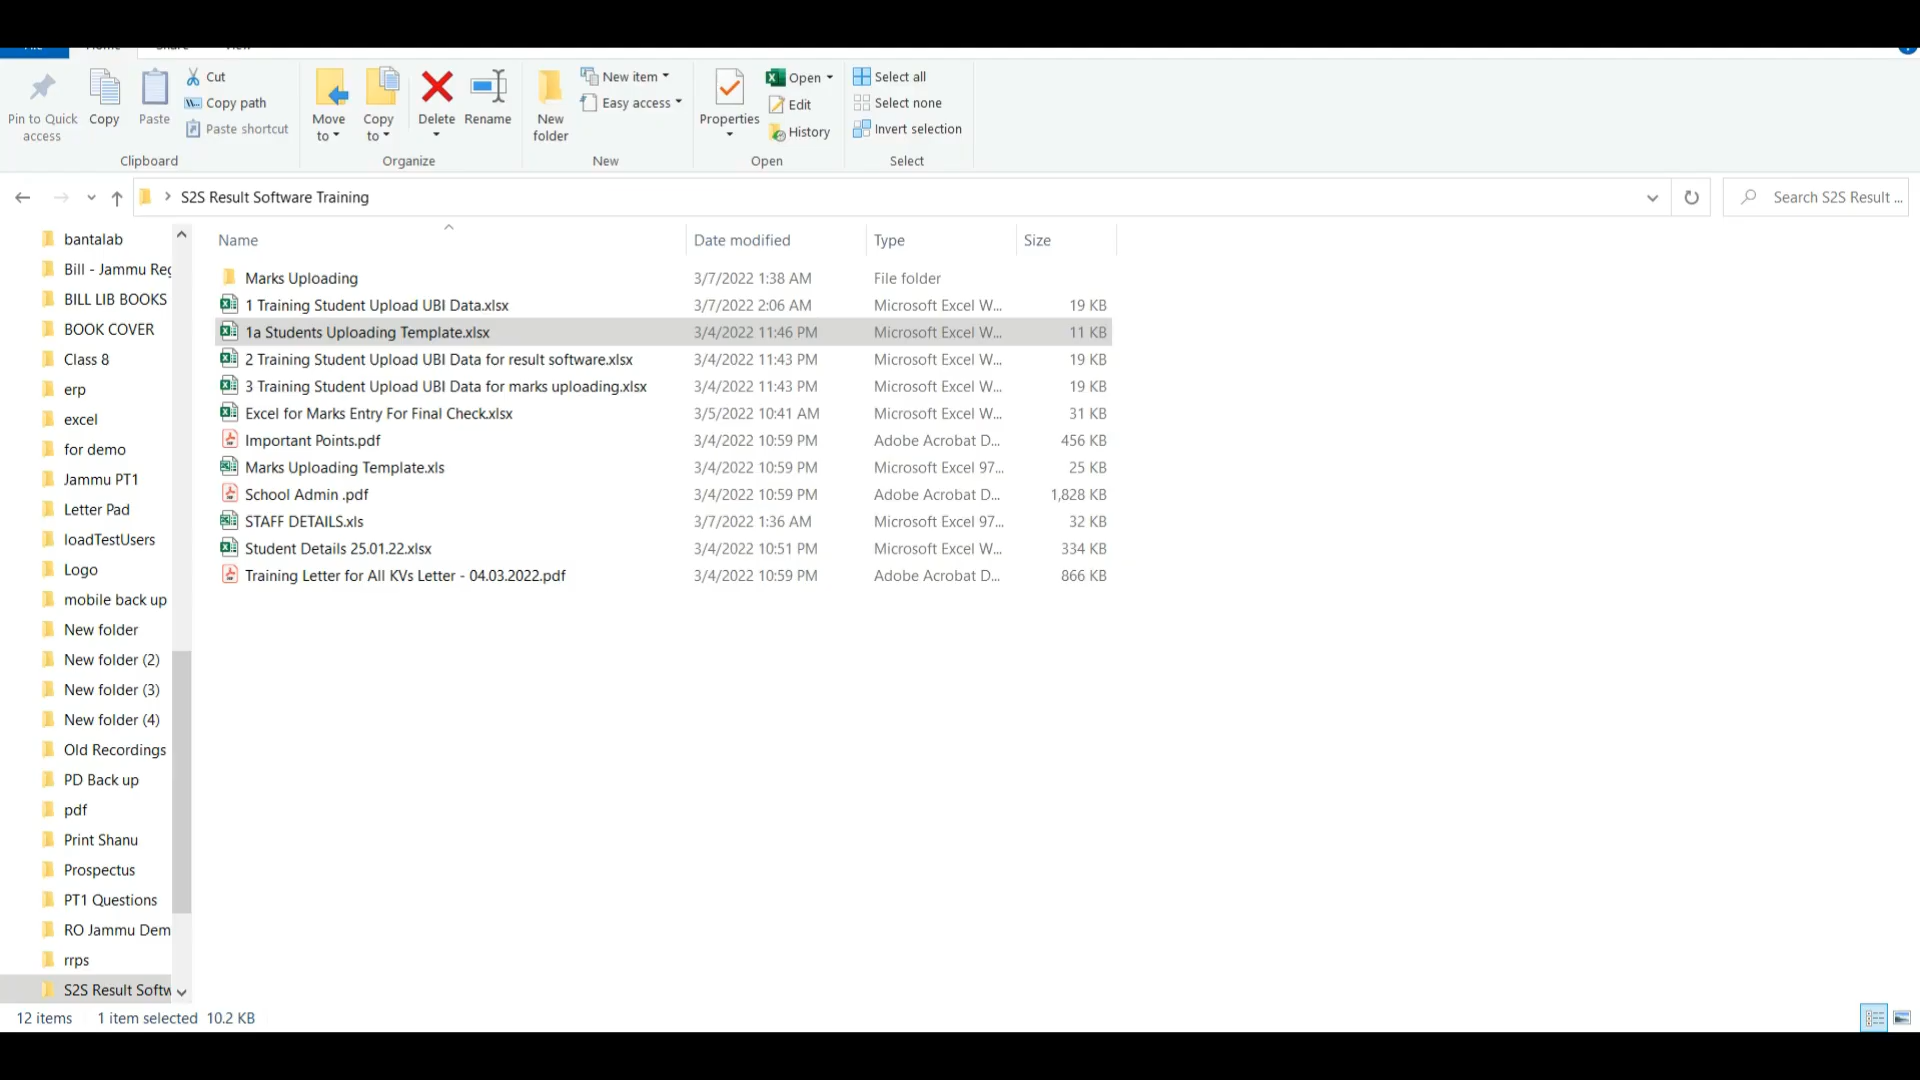 File Home Share View
Pin to Quick access
Copy
Paste
Cut
Copy path
Paste shortcut
Clipboard
Move to
Copy to
Delete
Rename
Organize
New folder
New item
Easy access
New
Properties
Open
Edit
History
Open
Select all
Select none
Invert selection
Select
S2S Result Software Training
Search S2S Result ...
bantalab
Bill - Jammu Reg
BILL LIB BOOKS
BOOK COVER
Class 8
erp
excel
for demo
Jammu PT1
Letter Pad
loadTestUsers
Logo
mobile back up
New folder
New folder (2)
New folder (3)
New folder (4)
Old Recordings
PD Back up
pdf
Print Shanu
Prospectus
PT1 Questions
RO Jammu Dem
rrps
S2S Result Softw
Name Date modified Type Size
Marks Uploading 3/7/2022 1:38 AM File folder
1 Training Student Upload UBI Data.xlsx 3/7/2022 2:06 AM Microsoft Excel W... 19 KB
1a Students Uploading Template.xlsx 3/4/2022 11:46 PM Microsoft Excel W... 11 KB
2 Training Student Upload UBI Data for result software.xlsx 3/4/2022 11:43 PM Microsoft Excel W... 19 KB
3 Training Student Upload UBI Data for marks uploading.xlsx 3/4/2022 11:43 PM Microsoft Excel W... 19 KB
Excel for Marks Entry For Final Check.xlsx 3/5/2022 10:41 AM Microsoft Excel W... 31 KB
Important Points.pdf 3/4/2022 10:59 PM Adobe Acrobat D... 456 KB
Marks Uploading Template.xls 3/4/2022 10:59 PM Microsoft Excel 97... 25 KB
School Admin .pdf 3/4/2022 10:59 PM Adobe Acrobat D... 1,828 KB
STAFF DETAILS.xls 3/7/2022 1:36 AM Microsoft Excel 97... 32 KB
Student Details 25.01.22.xlsx 3/4/2022 10:51 PM Microsoft Excel W... 334 KB
Training Letter for All KVs Letter - 04.03.2022.pdf 3/4/2022 10:59 PM Adobe Acrobat D... 866 KB
12 items 1 item selected 10.2 KB